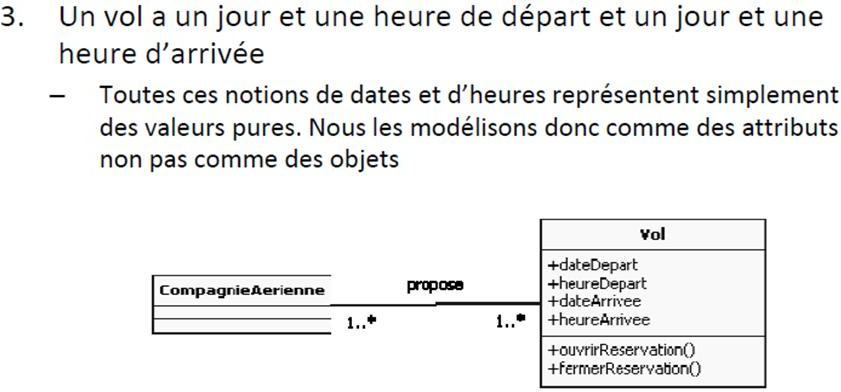 3. Un vol a un jour et une heure de départ et un jour et une
heure d’arrivée
– Toutes ces notions de dates et d’heures représentent simplement
des valeurs pures. Nous les modélisons donc comme des attributs
non pas comme des objets
CompagnieAerienne
propose
1..*
1..*
Vol
+dateDepart
+heureDepart
+dateArrivee
+heureArrivee
+ouvrirReservation()
+fermerReservation()